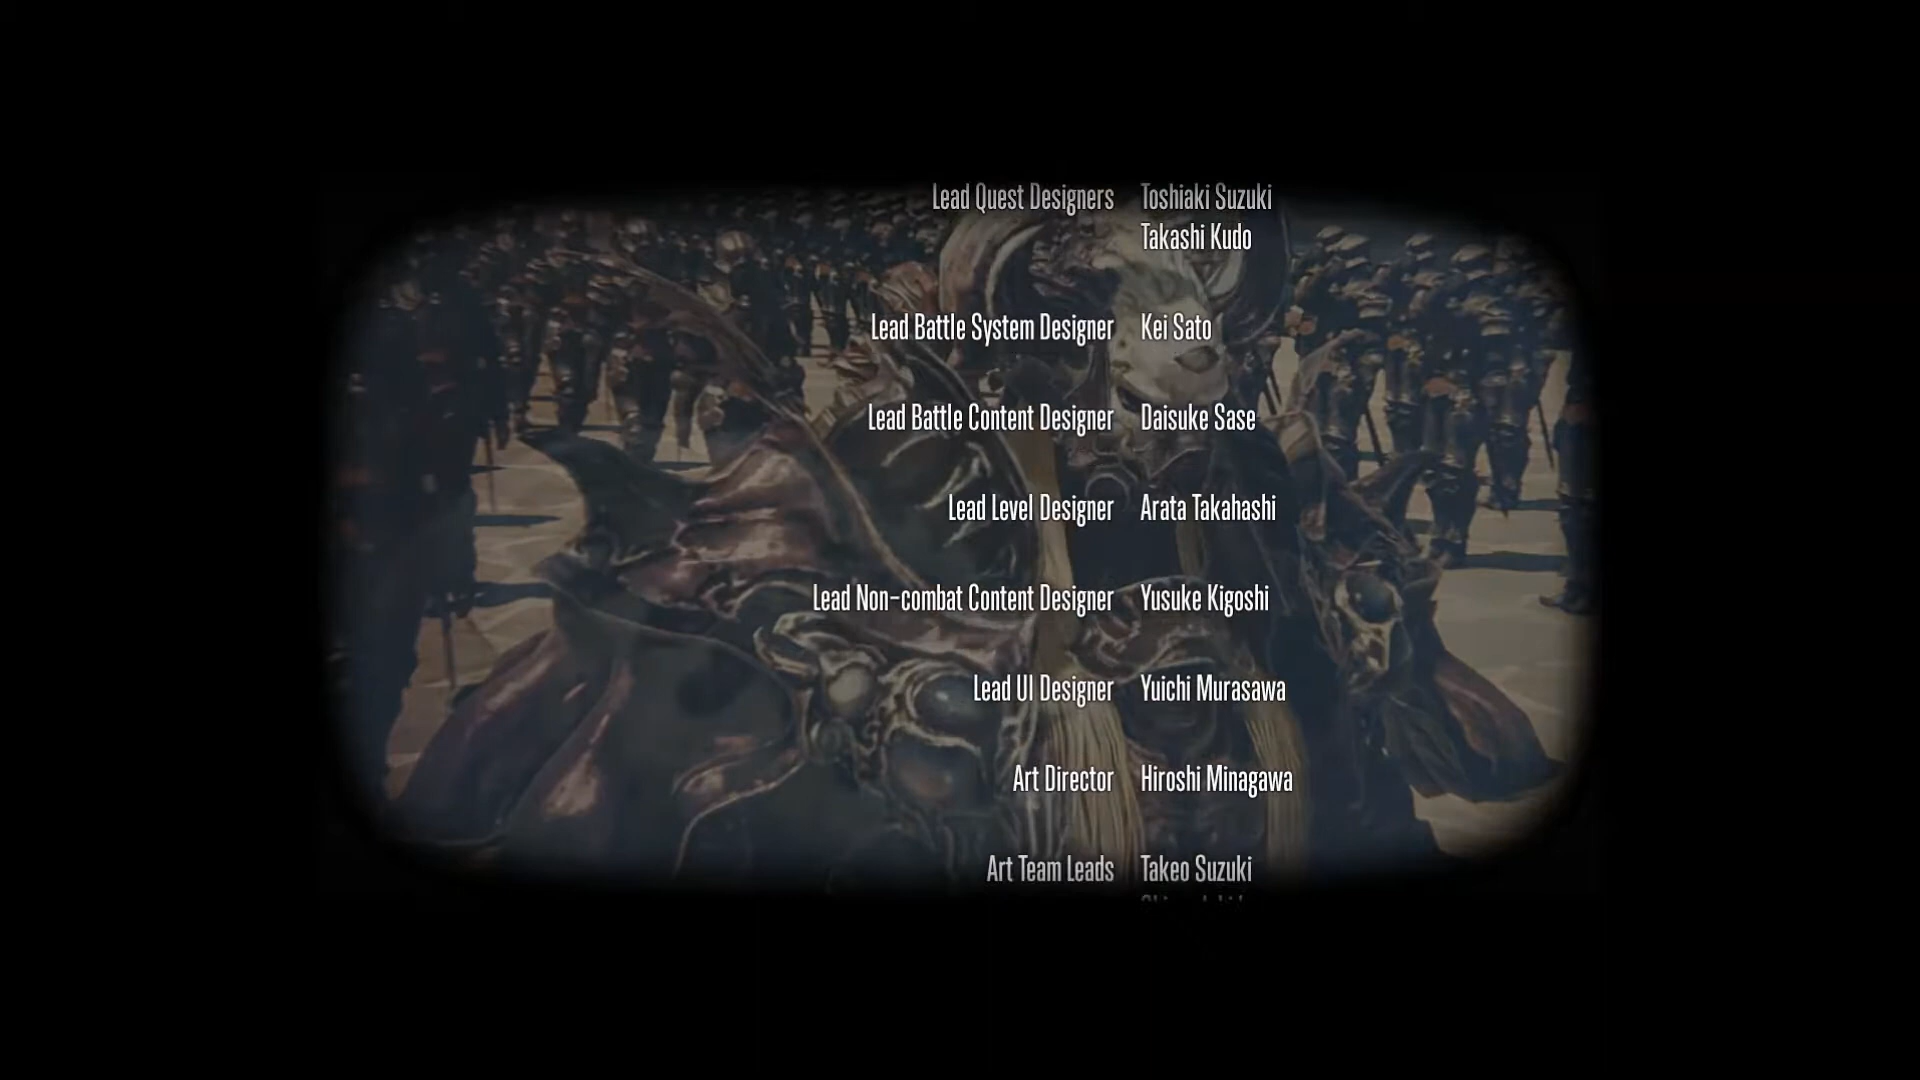 Lead Quest Designers Toshiaki Suzuki
Takashi Kudo
Lead Battle System Designer Kei Sato
Lead Battle Content Designer Daisuke Sase
Lead Level Designer Arata Takahashi
Lead Non-combat Content Designer Yusuke Kigoshi
Lead UI Designer Yuichi Murasawa
Art Director Hiroshi Minagawa
Art Team Leads Takeo Suzuki